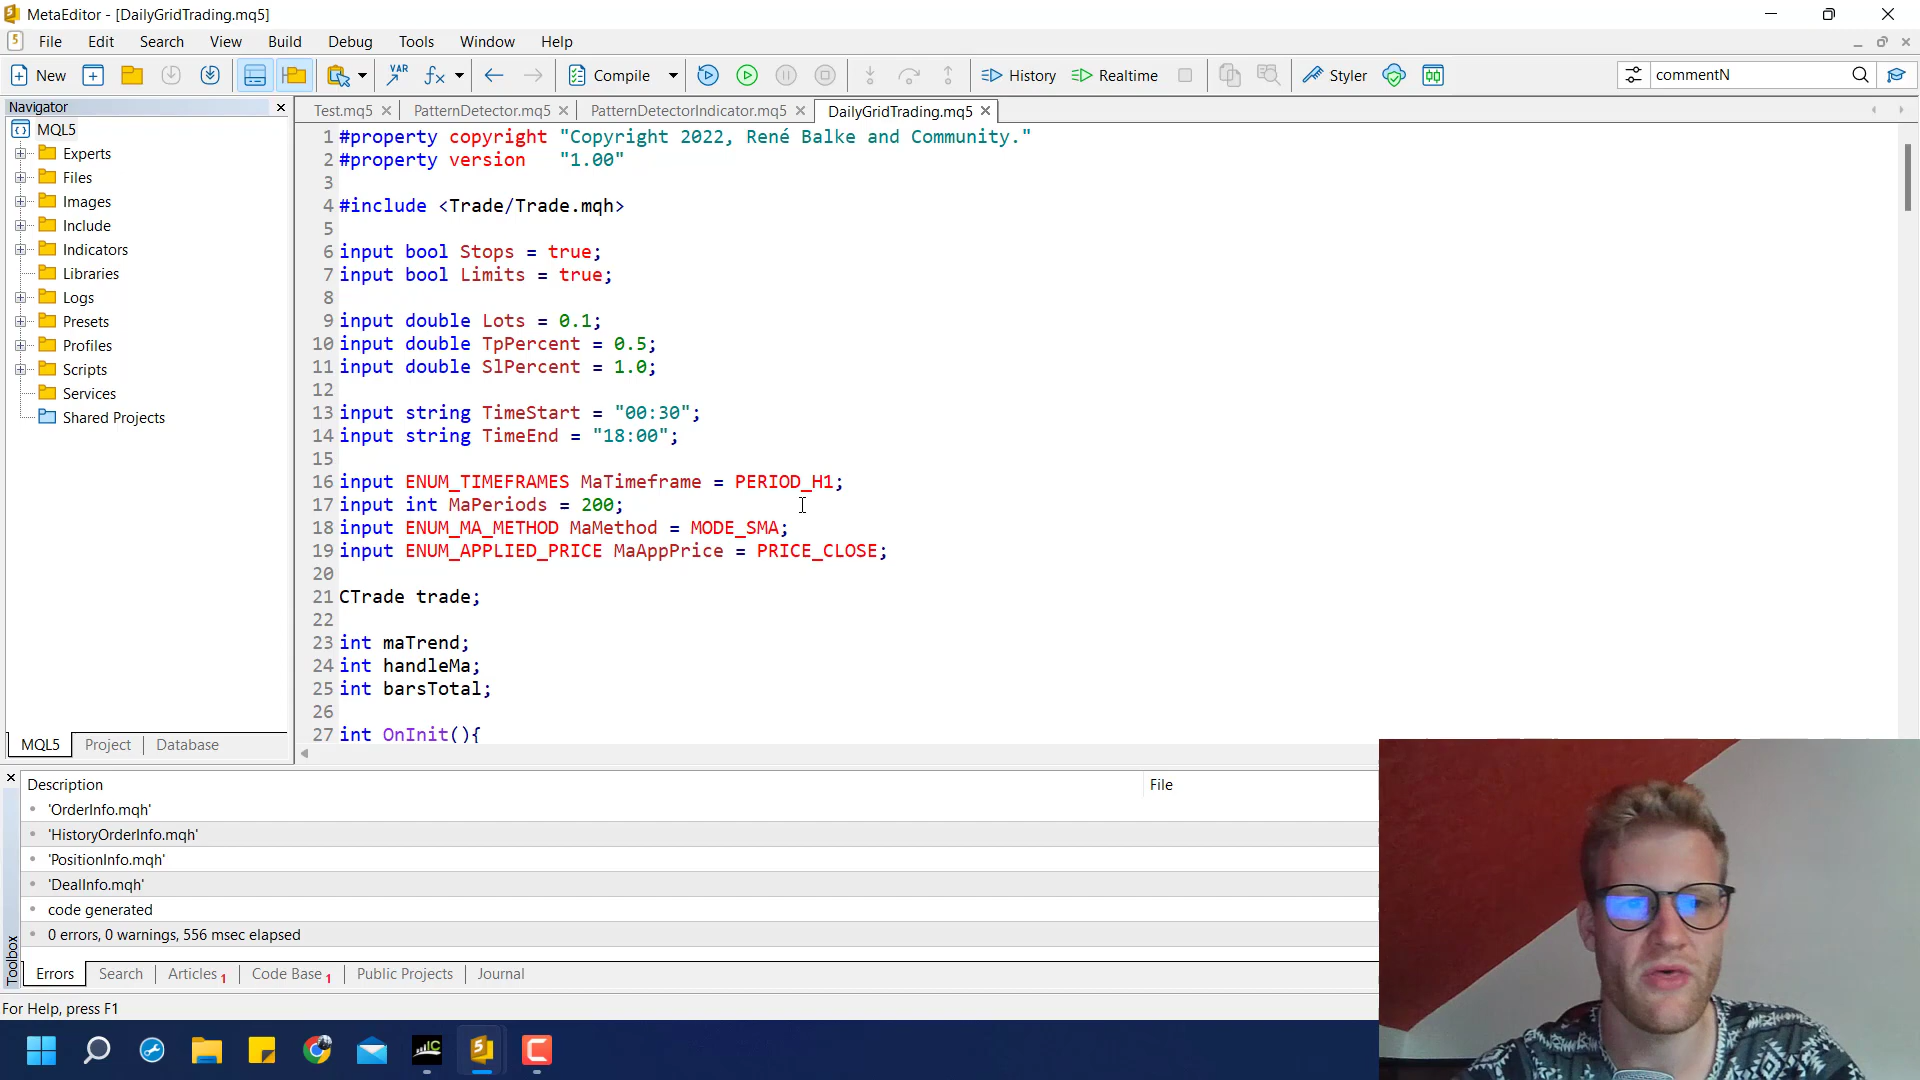 MetaEditor - [DailyGridTrading.mq5]
File Edit Search View Build Debug Tools Window Help
New VAR Compile History Realtime Styler commentN
Navigator
Test.mq5 PatternDetector.mq5 PatternDetectorIndicator.mq5 DailyGridTrading.mq5
MQL5
Experts
Files
Images
Include
Indicators
Libraries
Logs
Presets
Profiles
Scripts
Services
Shared Projects
MQL5 Project Database
1 #property copyright "Copyright 2022, René Balke and Community."
2 #property version "1.00"
3
4 #include <Trade/Trade.mqh>
5
6 input bool Stops = true;
7 input bool Limits = true;
8
9 input double Lots = 0.1;
10 input double TpPercent = 0.5;
11 input double SlPercent = 1.0;
12
13 input string TimeStart = "00:30";
14 input string TimeEnd = "18:00";
15
16 input ENUM_TIMEFRAMES MaTimeframe = PERIOD_H1;
17 input int MaPeriods = 200;
18 input ENUM_MA_METHOD MaMethod = MODE_SMA;
19 input ENUM_APPLIED_PRICE MaAppPrice = PRICE_CLOSE;
20
21 CTrade trade;
22
23 int maTrend;
24 int handleMa;
25 int barsTotal;
26
27 int OnInit(){
Description File
'OrderInfo.mqh'
'HistoryOrderInfo.mqh'
'PositionInfo.mqh'
'DealInfo.mqh'
code generated
0 errors, 0 warnings, 556 msec elapsed
Toolbox
Errors Search Articles 1 Code Base 1 Public Projects Journal
For Help, press F1